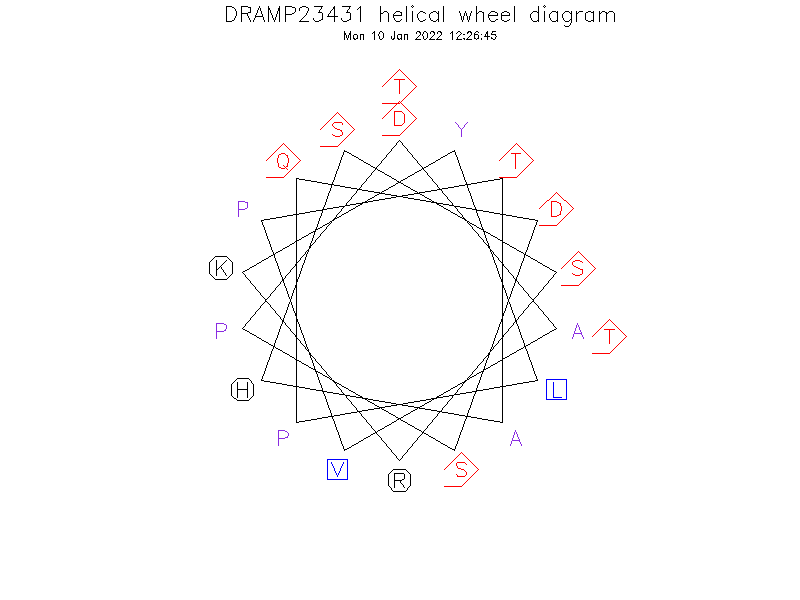 DRAMP23431 helical wheel diagram
Mon 10 Jan 2022 12:26:45
T
S D Y
Q T
P D
K S
P A T
H L
P A
V R S